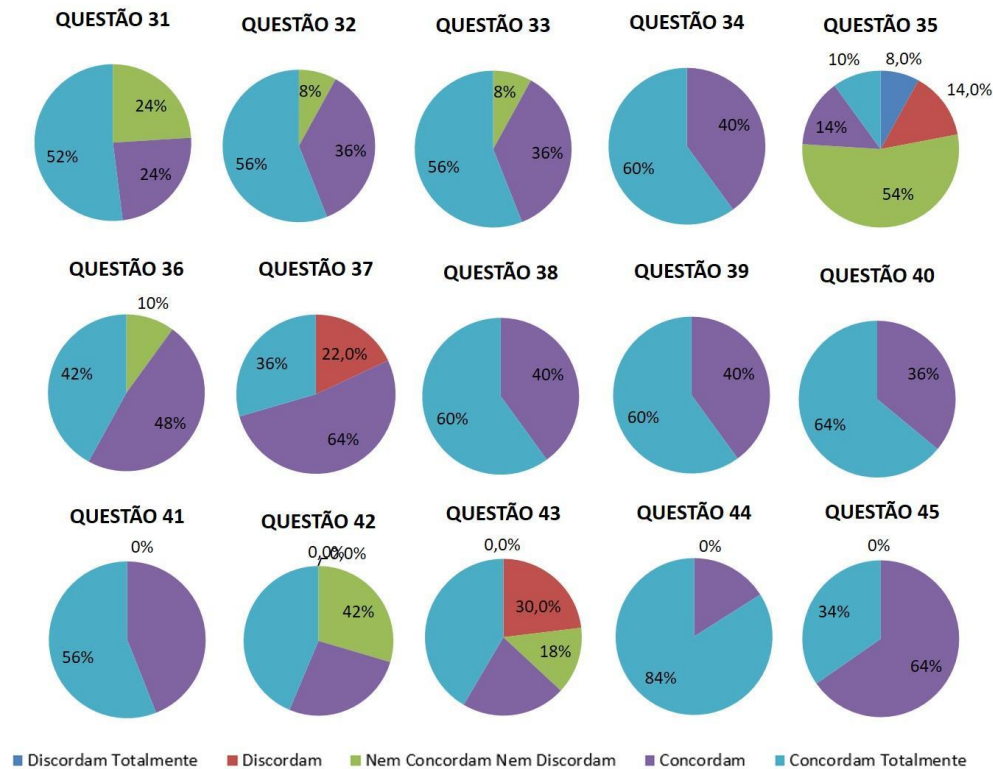 QUESTÃO 31
QUESTÃO 32
QUESTÃO 33
QUESTÃO 34
QUESTÃO 35
24%
24%
52%
8%
36%
56%
8%
36%
56%
40%
60%
10%
8,0%
14,0%
14%
54%
QUESTÃO 36
QUESTÃO 37
QUESTÃO 38
QUESTÃO 39
QUESTÃO 40
10%
42%
48%
36%
22,0%
64%
40%
60%
40%
60%
36%
64%
QUESTÃO 41
QUESTÃO 42
QUESTÃO 43
QUESTÃO 44
QUESTÃO 45
0%
56%
0,0%
0,0%
42%
0,0%
30,0%
18%
0%
84%
0%
34%
64%
Discordam Totalmente
Discordam
Nem Concordam Nem Discordam
Concordam
Concordam Totalmente